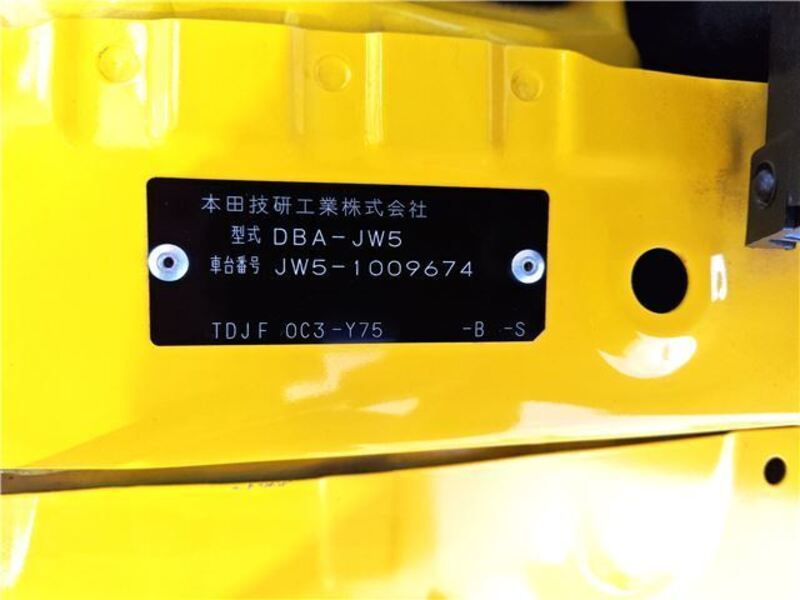 本田技研工業株式会社
型式 DBA-JW5
車台番号 JW5-1009674
TDJF 0C3-Y75 -B -S